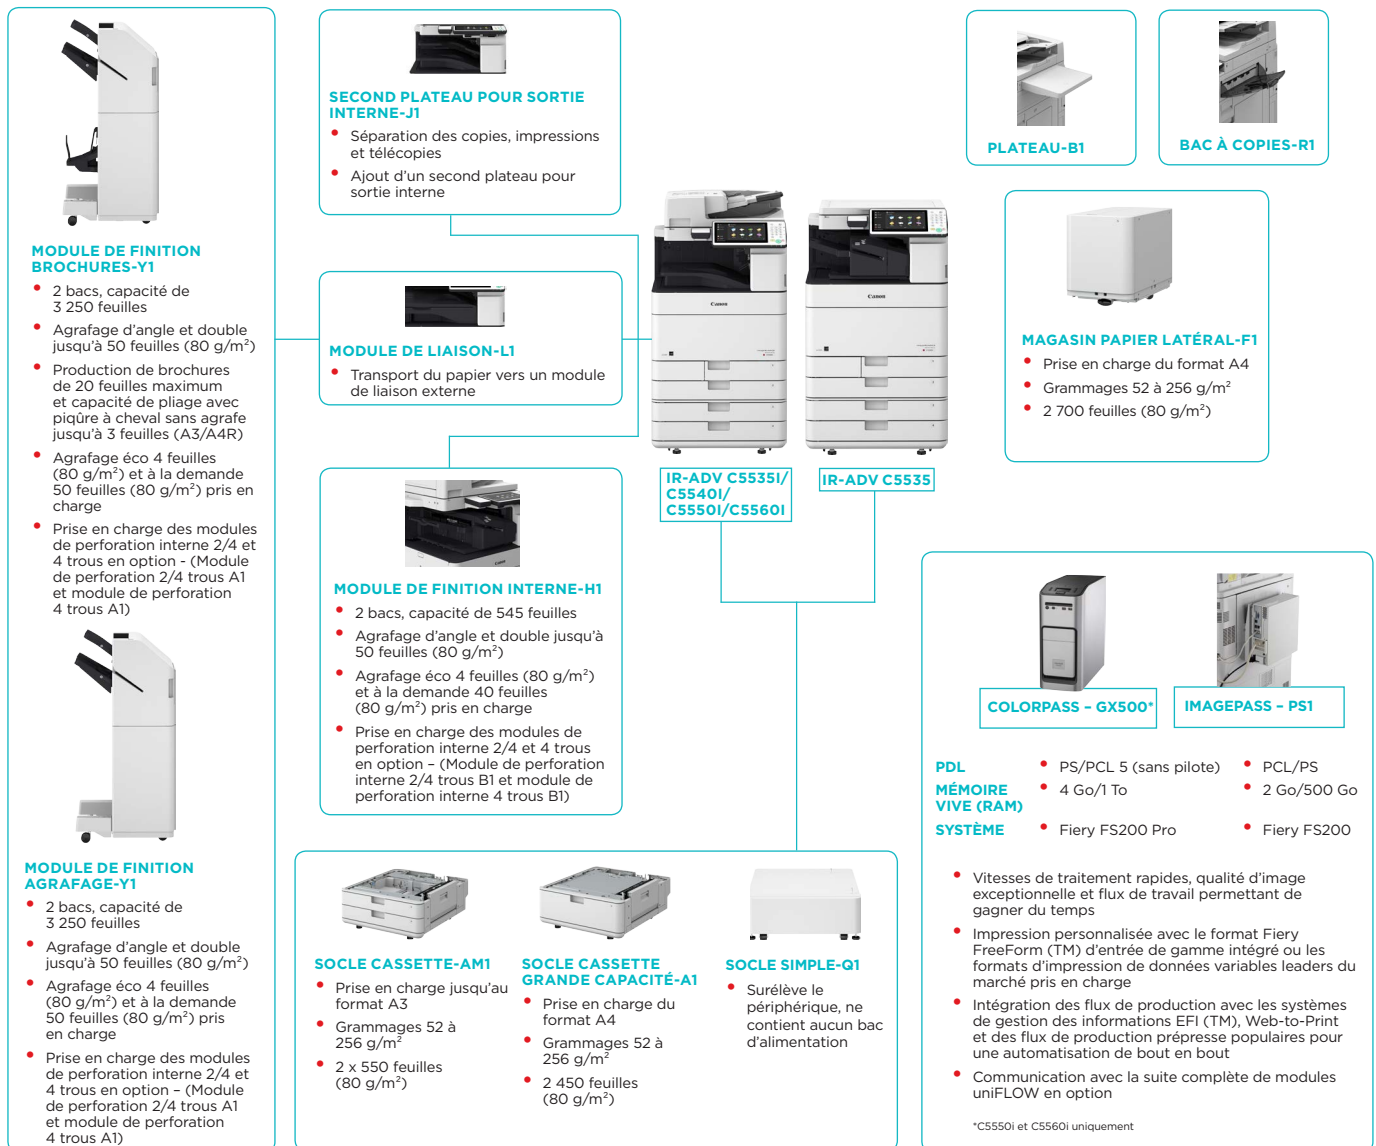 MODULE DE FINITION
BROCHURES-Y1
• 2 bacs, capacité de
3 250 feuilles
• Agrafage d'angle et double
jusqu'à 50 feuilles (80 g/m²)
• Production de brochures
de 20 feuilles maximum
et capacité de pliage avec
piqûre à cheval sans agrafe
jusqu'à 3 feuilles (A3/A4R)
• Agrafage éco 4 feuilles
(80 g/m²) et à la demande
50 feuilles (80 g/m²) pris en
charge
• Prise en charge des modules
de perforation interne 2/4 et
4 trous en option - (Module
de perforation 2/4 trous A1
et module de perforation
4 trous A1)
MODULE DE FINITION
AGRAFAGE-Y1
• 2 bacs, capacité de
3 250 feuilles
• Agrafage d'angle et double
jusqu'à 50 feuilles (80 g/m²)
• Agrafage éco 4 feuilles
(80 g/m²) et à la demande
50 feuilles (80 g/m²) pris
en charge
• Prise en charge des modules
de perforation interne 2/4 et
4 trous en option – (Module
de perforation 2/4 trous A1
et module de perforation
4 trous A1)
SECOND PLATEAU POUR SORTIE
INTERNE-J1
• Séparation des copies, impressions
et télécopies
• Ajout d'un second plateau pour
sortie interne
MODULE DE LIAISON-L1
• Transport du papier vers un module
de liaison externe
Canon
MODULE DE FINITION INTERNE-H1
• 2 bacs, capacité de 545 feuilles
• Agrafage d'angle et double jusqu'à
50 feuilles (80 g/m²)
• Agrafage éco 4 feuilles (80 g/m²)
et à la demande 40 feuilles
(80 g/m²) pris en charge
• Prise en charge des modules de
perforation interne 2/4 et 4 trous
en option – (Module de perforation
interne 2/4 trous B1 et module de
perforation interne 4 trous B1)
Canon
IR-ADV C5535I/
C5540I/
C5550I/C5560I
Canon
IR-ADV C5535
PLATEAU-B1
BAC À COPIES-R1
MAGASIN PAPIER LATÉRAL-F1
• Prise en charge du format A4
• Grammages 52 à 256 g/m²
• 2 700 feuilles (80 g/m²)
SOCLE CASSETTE-AM1
• Prise en charge jusqu'au
format A3
• Grammages 52 à
256 g/m²
• 2 x 550 feuilles
(80 g/m²)
SOCLE CASSETTE
GRANDE CAPACITÉ-A1
• Prise en charge du
format A4
• Grammages 52 à
256 g/m²
• 2 450 feuilles
(80 g/m²)
SOCLE SIMPLE-Q1
• Surélève le
périphérique, ne
contient aucun bac
d'alimentation
COLORPASS – GX500*
IMAGEPASS – PS1
PDL • PS/PCL 5 (sans pilote) • PCL/PS
MÉMOIRE
VIVE (RAM) • 4 Go/1 To • 2 Go/500 Go
SYSTÈME • Fiery FS200 Pro • Fiery FS200
• Vitesses de traitement rapides, qualité d'image
exceptionnelle et flux de travail permettant de
gagner du temps
• Impression personnalisée avec le format Fiery
FreeForm (TM) d'entrée de gamme intégré ou les
formats d'impression de données variables leaders du
marché pris en charge
• Intégration des flux de production avec les systèmes
de gestion des informations EFI (TM), Web-to-Print
et des flux de production prépresse populaires pour
une automatisation de bout en bout
• Communication avec la suite complète de modules
uniFLOW en option
*C5550i et C5560i uniquement